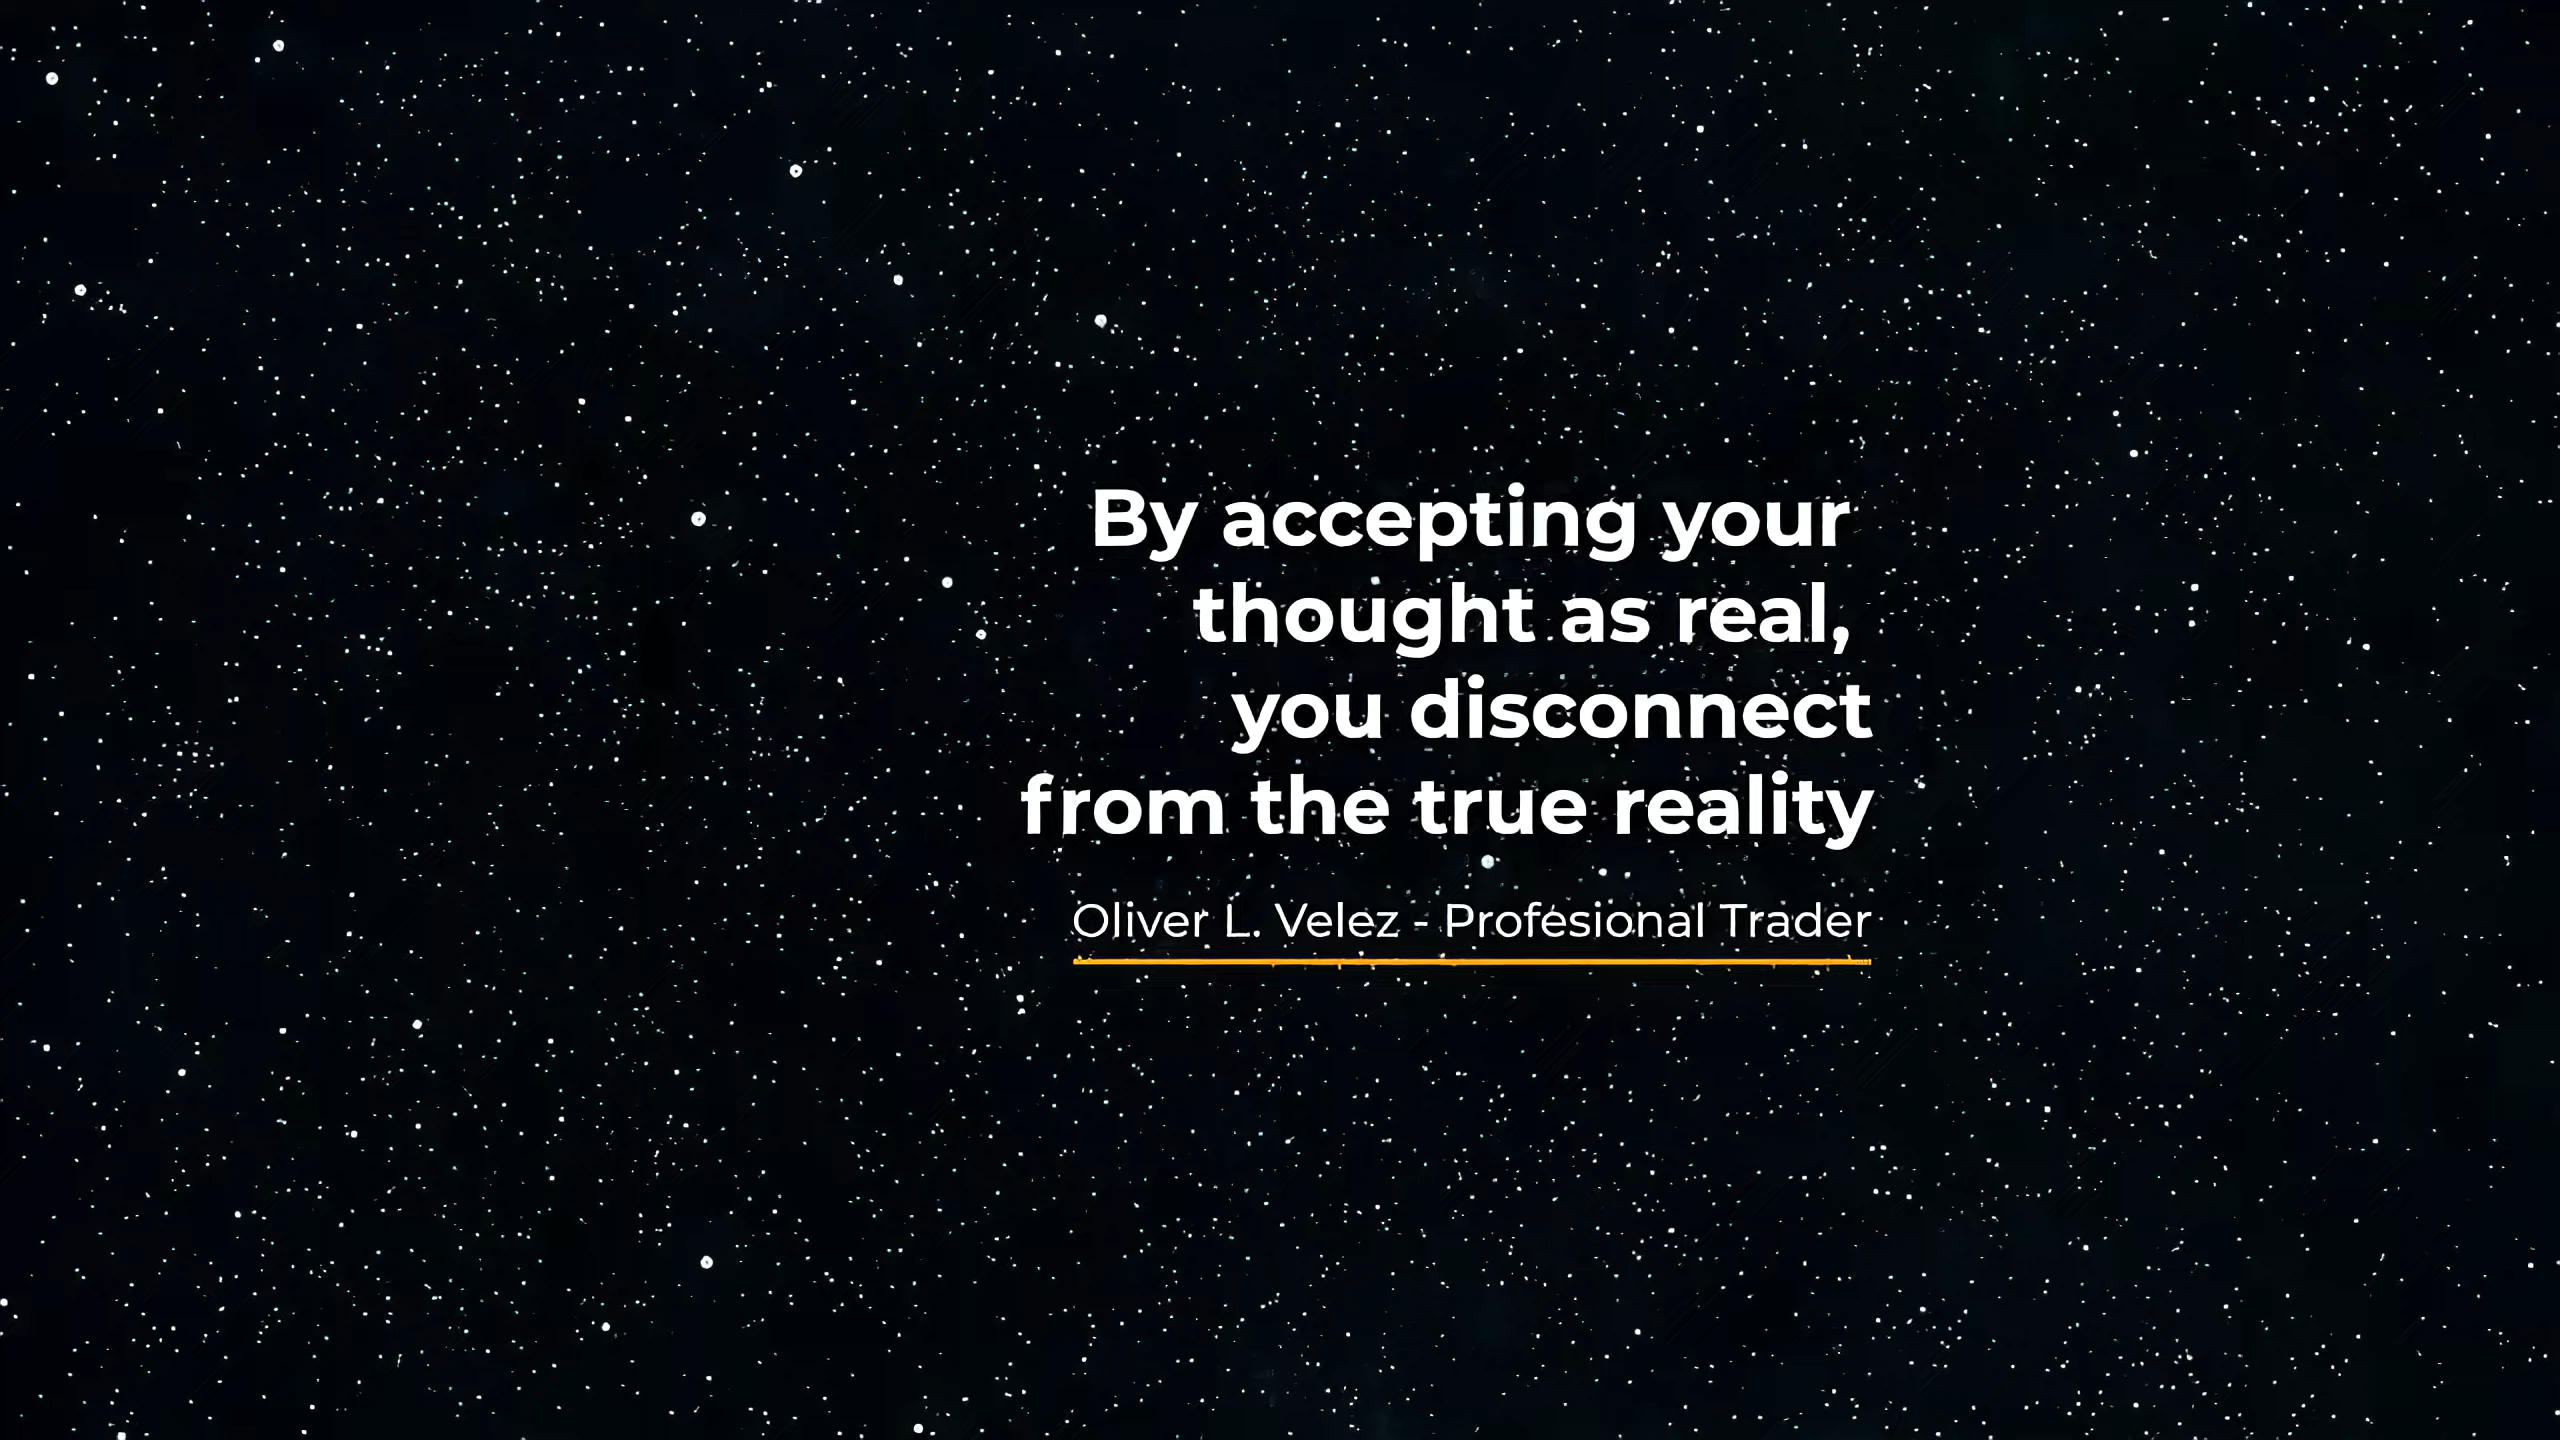 By accepting your
thought as real,
you disconnect
from the true reality
Oliver L. Velez - Profesional Trader